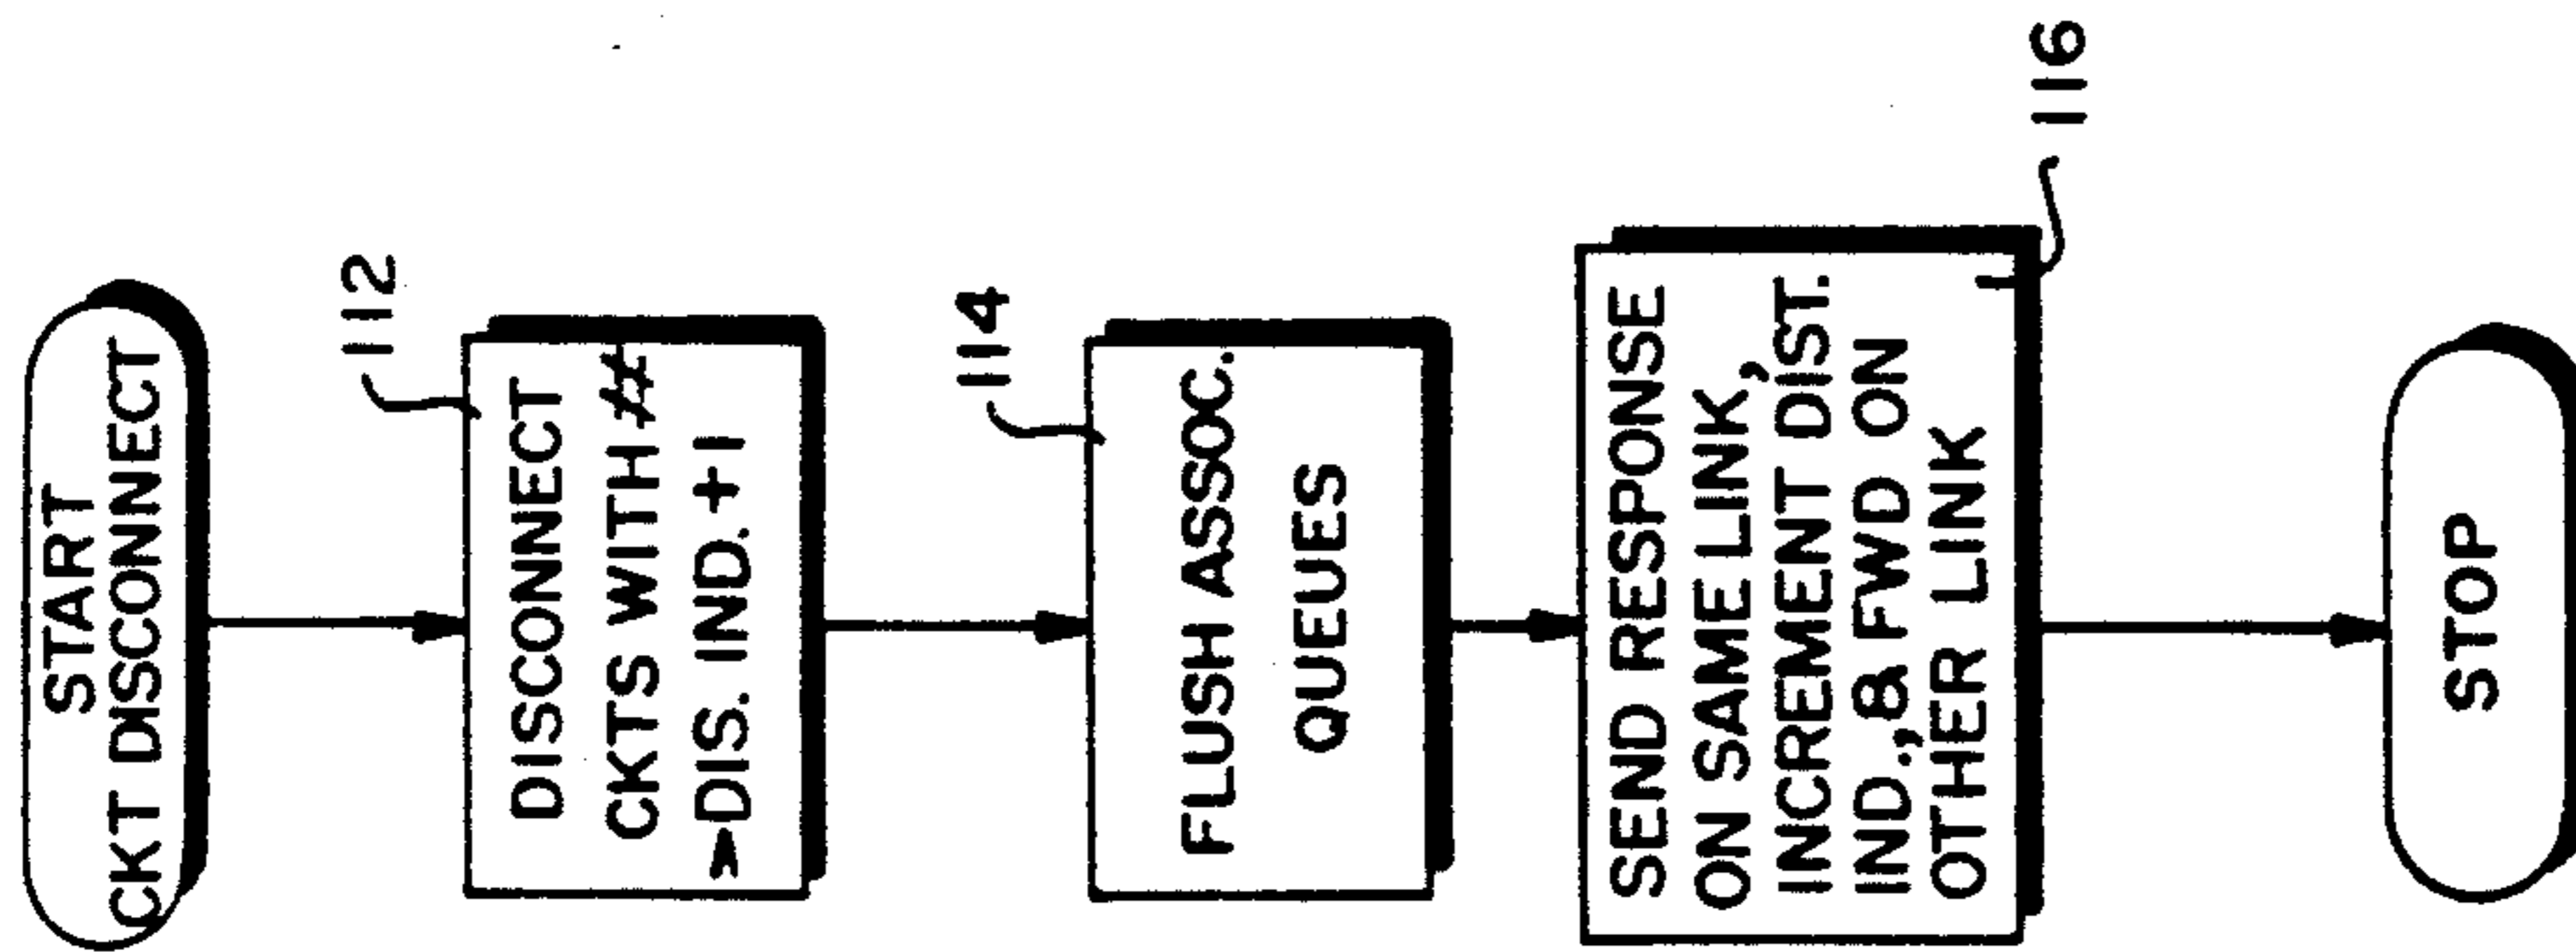 START
CKT DISCONNECT
112
DISCONNECT
CKTS WITH #
>DIS. IND. +1
114
FLUSH ASSOC.
QUEUES
SEND RESPONSE
ON SAME LINK,
INCREMENT DIST.
IND., & FWD ON
OTHER LINK
116
STOP